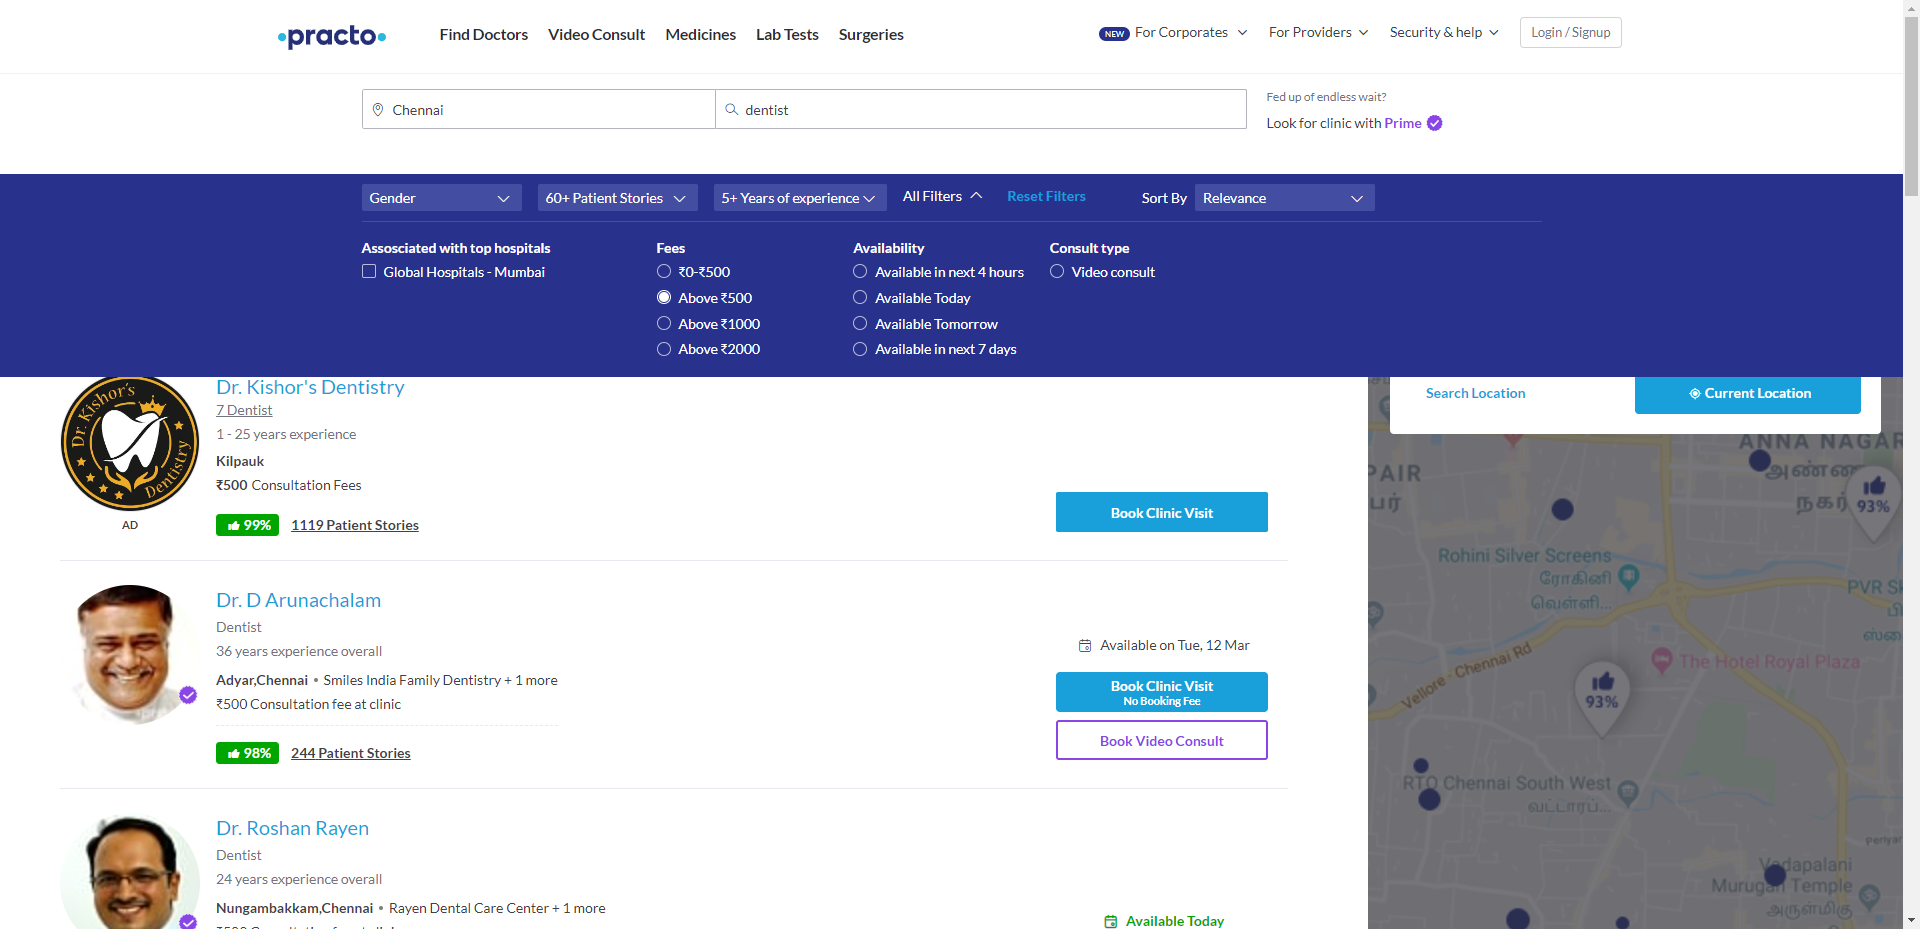 practo
Find Doctors
Video Consult
Medicines
Lab Tests
Surgeries
NEW For Corporates
For Providers
Security & help
Login / Signup
Chennai
dentist
Fed up of endless wait?
Look for clinic with Prime
Gender
60+ Patient Stories
5+ Years of experience
All Filters
Reset Filters
Sort By
Relevance
Assosciated with top hospitals
Global Hospitals - Mumbai
Fees
₹0-₹500
Above ₹500
Above ₹1000
Above ₹2000
Availability
Available in next 4 hours
Available Today
Available Tomorrow
Available in next 7 days
Consult type
Video consult
Dr. Kishor's
Dentistry
AD
Dr. Kishor's Dentistry
7 Dentist
1 - 25 years experience
Kilpauk
₹500 Consultation Fees
99% 1119 Patient Stories
Book Clinic Visit
Dr. D Arunachalam
Dentist
36 years experience overall
Adyar,Chennai • Smiles India Family Dentistry + 1 more
₹500 Consultation fee at clinic
98% 244 Patient Stories
Available on Tue, 12 Mar
Book Clinic Visit
No Booking Fee
Book Video Consult
Dr. Roshan Rayen
Dentist
24 years experience overall
Nungambakkam,Chennai • Rayen Dental Care Center + 1 more
Available Today
Search Location
Current Location
ANNA NAGAR
அண்ணா
நகர்
93%
Rohini Silver Screens
ரோகினி
வெள்ளி...
PVR
The Hotel Royal Plaza
Vellore - Chennai Rd
93%
RTO Chennai South West
வட்டாரப்...
Vadapalani
Murugan Temple
அருள்மிகு